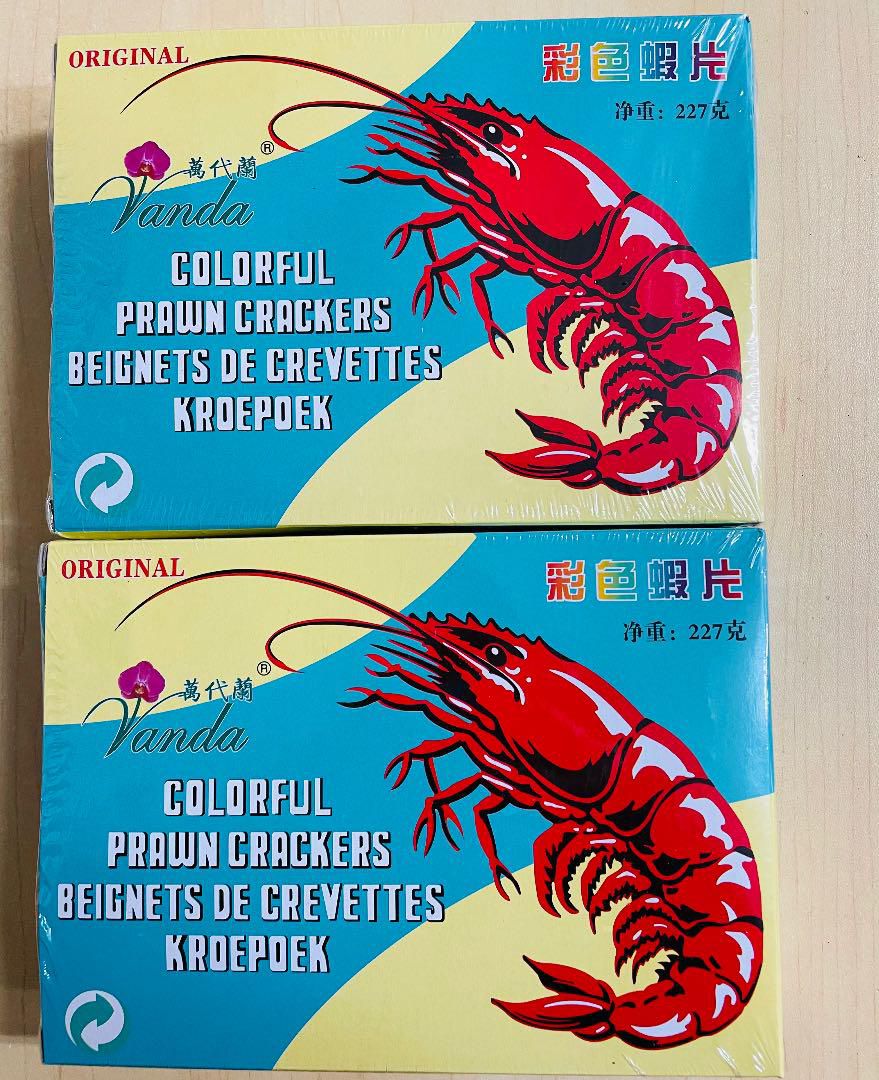 ORIGINAL
彩色蝦片
净重：227克
萬代蘭®
Vanda
COLORFUL
PRAWN CRACKERS
BEIGNETS DE CREVETTES
KROEPOEK
ORIGINAL
彩色蝦片
净重：227克
萬代蘭®
Vanda
COLORFUL
PRAWN CRACKERS
BEIGNETS DE CREVETTES
KROEPOEK